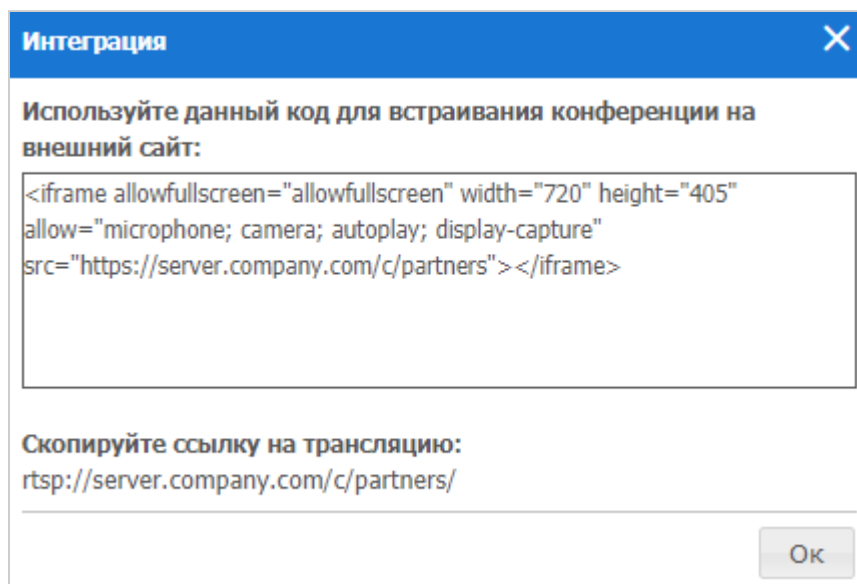 Интеграция
Используйте данный код для встраивания конференции на
внешний сайт:
<iframe allowfullscreen="allowfullscreen" width="720" height="405"
allow="microphone; camera; autoplay; display-capture"
src="https://server.company.com/c/partners"></iframe>
Скопируйте ссылку на трансляцию:
rtsp://server.company.com/c/partners/
Ок